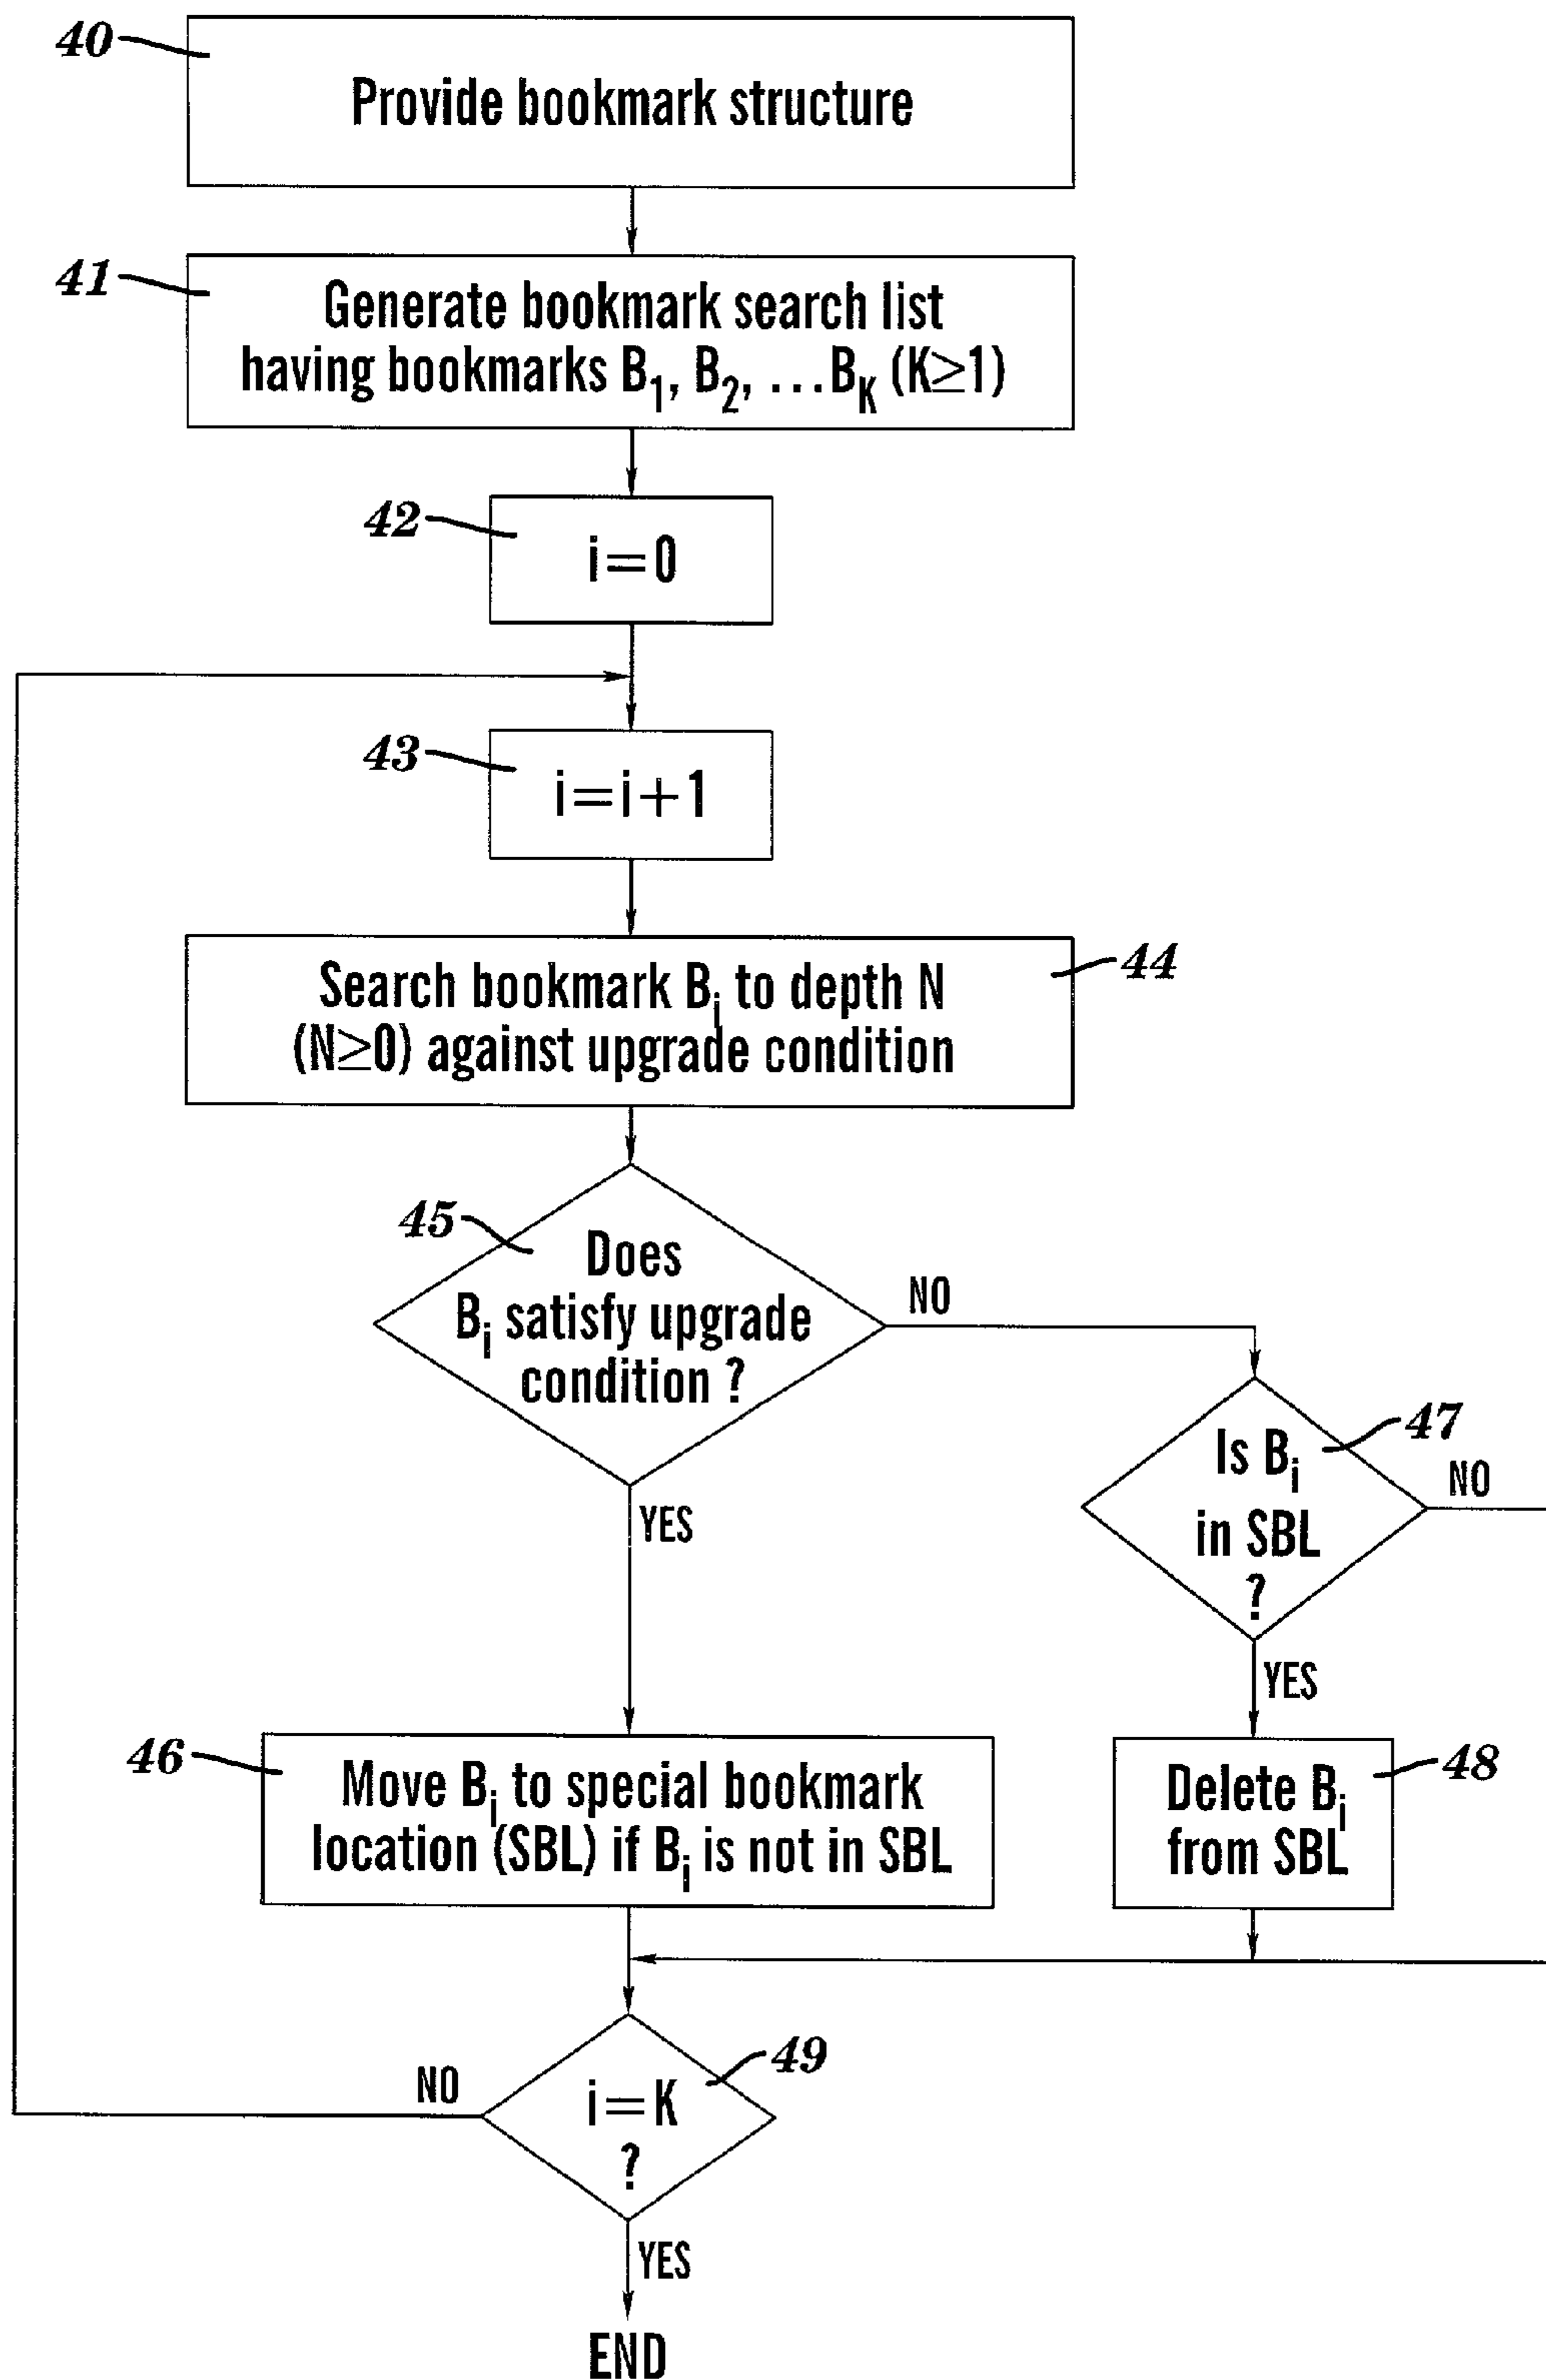 40
Provide bookmark structure
41
Generate bookmark search list
having bookmarks B1, B2, ...BK (K≥1)
42
i=0
43
i=i+1
44
Search bookmark Bi to depth N
(N≥0) against upgrade condition
45
Does
Bi satisfy upgrade
condition ?
NO
YES
47
Is Bi
in SBL
?
NO
YES
46
Move Bi to special bookmark
location (SBL) if Bi is not in SBL
48
Delete Bi
from SBL
49
i=K
?
NO
YES
END